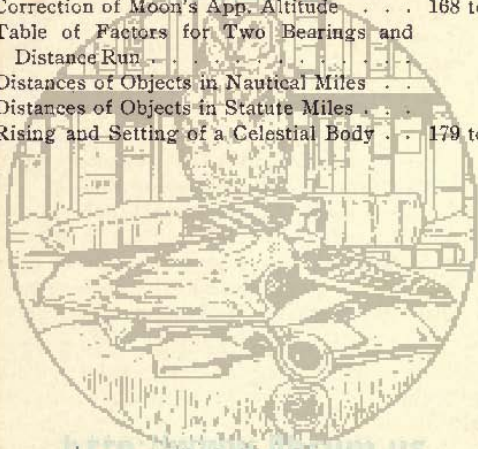 Correction of Moon's App. Altitude . . . 168 to
Table of Factors for Two Bearings and
Distance Run . . . . . . . . . . . .
Distances of Objects in Nautical Miles . .
Distances of Objects in Statute Miles . . .
Rising and Setting of a Celestial Body . . 179 to